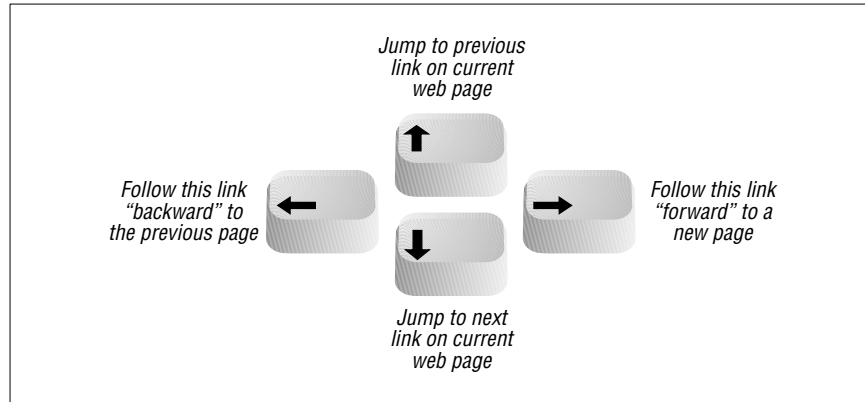 Jump to previous
link on current
web page
Follow this link
“backward” to
the previous page
Follow this link
“forward” to a
new page
Jump to next
link on current
web page